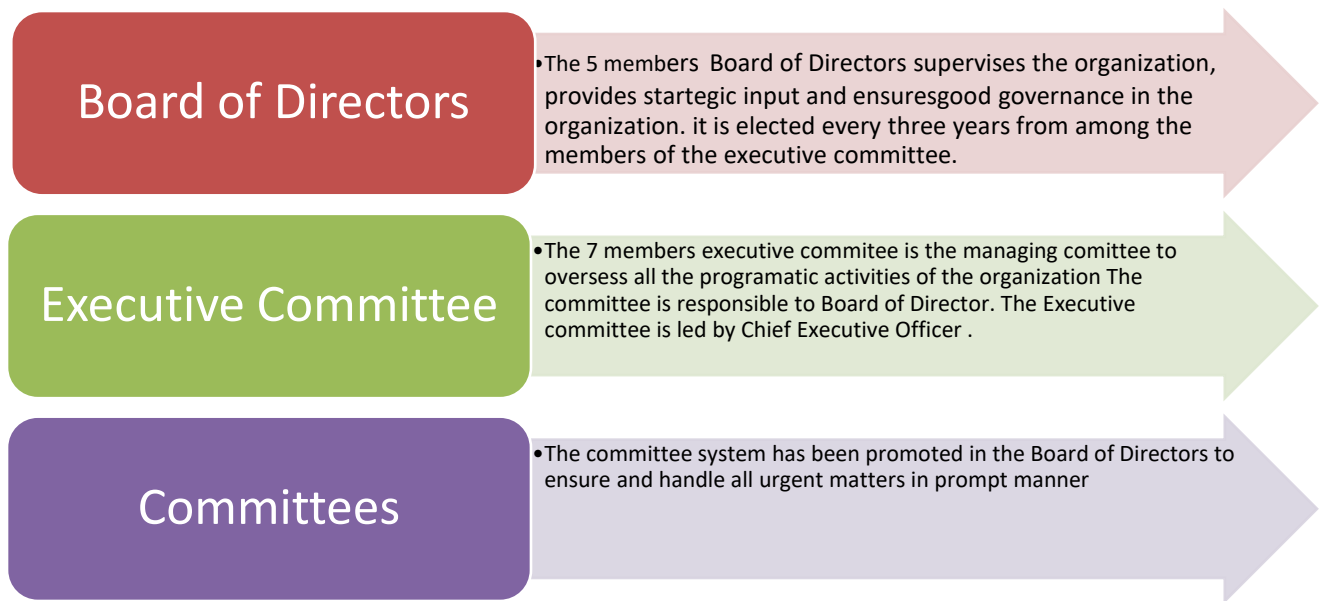 Board of Directors
•The 5 members Board of Directors supervises the organization,
provides startegic input and ensuresgood governance in the
organization. it is elected every three years from among the
members of the executive committee.
Executive Committee
•The 7 members executive commitee is the managing comittee to
oversess all the programatic activities of the organization The
committee is responsible to Board of Director. The Executive
committee is led by Chief Executive Officer .
Committees
•The committee system has been promoted in the Board of Directors to
ensure and handle all urgent matters in prompt manner